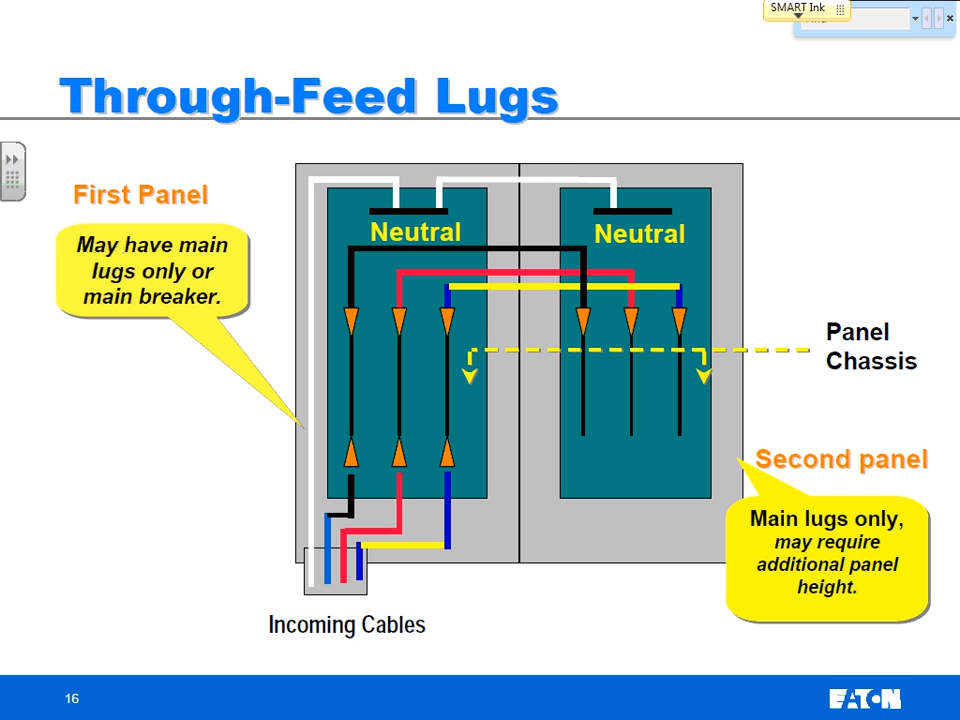 SMART Ink
Through-Feed Lugs
First Panel
May have main
lugs only or
main breaker.
Neutral
Neutral
Panel
Chassis
Second panel
Main lugs only,
may require
additional panel
height.
Incoming Cables
16
EATON